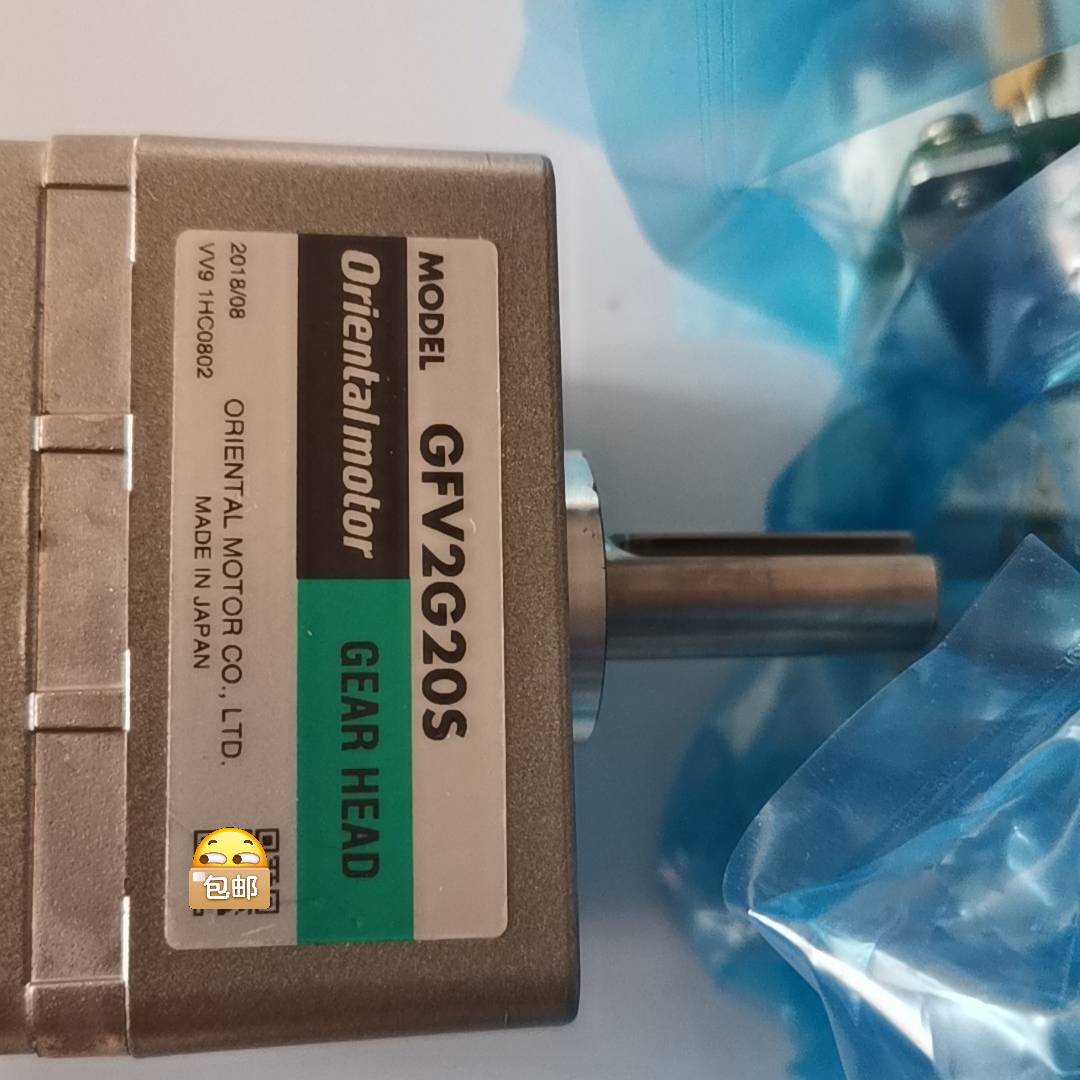 MODEL GFV2G20S
Orientalmotor GEAR HEAD
ORIENTAL MOTOR CO., LTD.
MADE IN JAPAN
2018/08
VV9 1HC0802
包邮